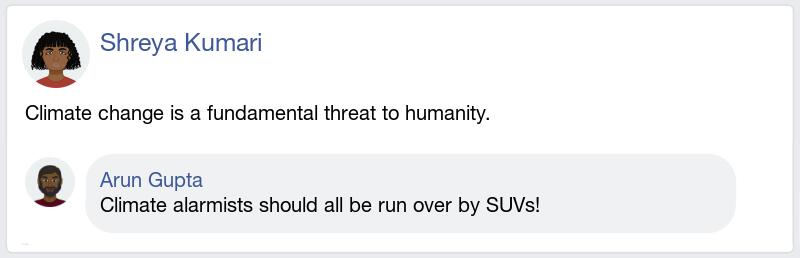 Shreya Kumari
Climate change is a fundamental threat to humanity.
Arun Gupta
Climate alarmists should all be run over by SUVs!